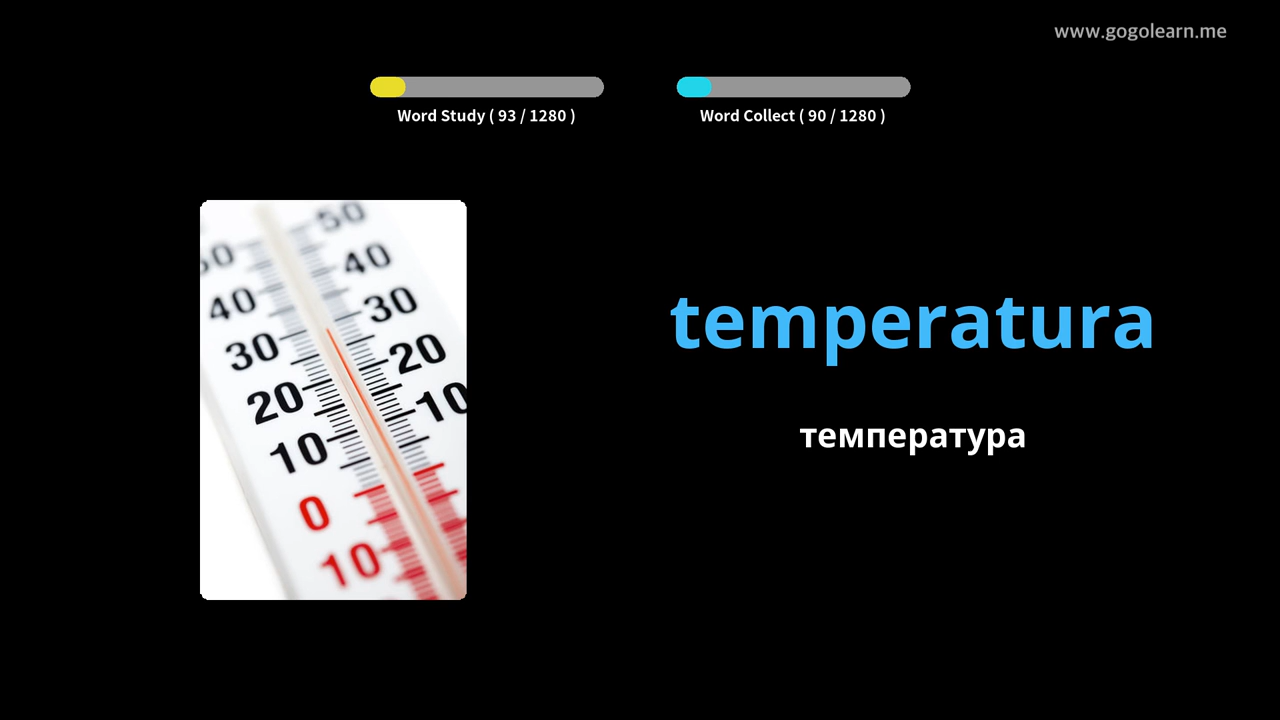 www.gogolearn.me
Word Study ( 93 / 1280 )
Word Collect ( 90 / 1280 )
50
40
40
30
30
20
20
10
10
0
10
temperatura
температура